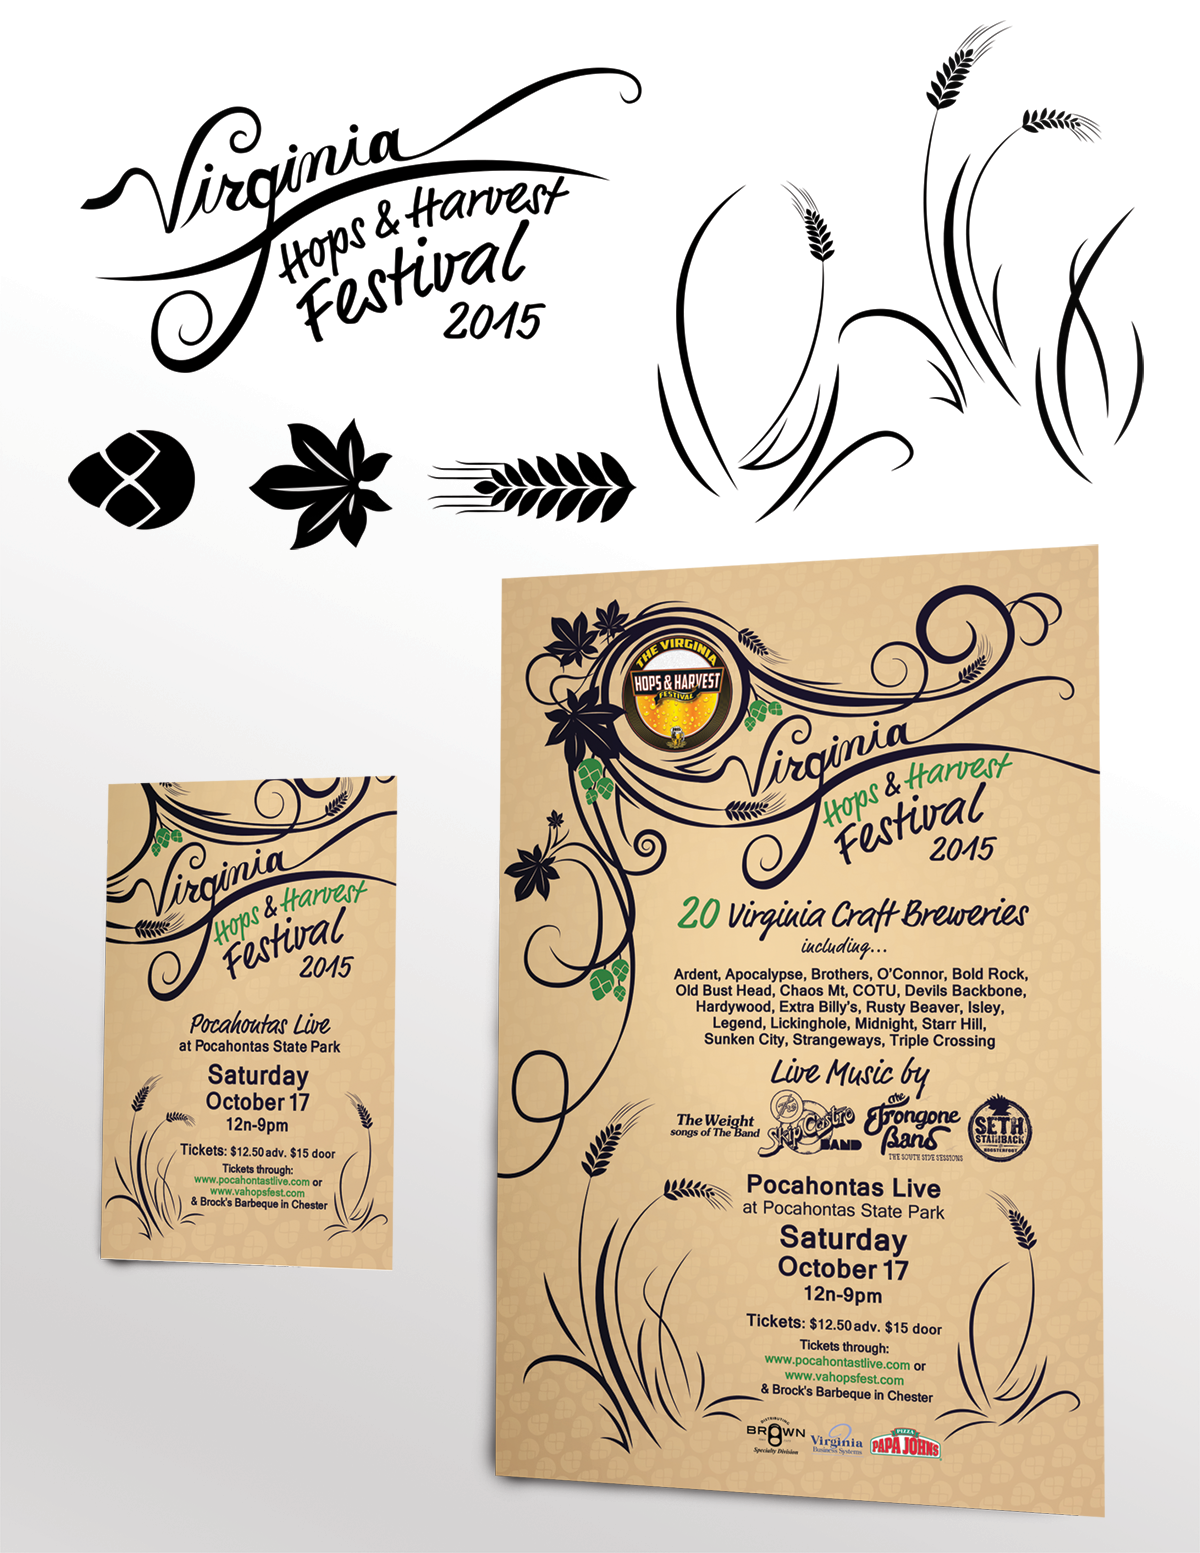 Virginia
Hops & Harvest
Festival
2015
THE VIRGINIA
HOPS & HARVEST
FESTIVAL
Virginia
Hops & Harvest
Festival
2015
20 Virginia Craft Breweries
including...
Ardent, Apocalypse, Brothers, O'Connor, Bold Rock,
Old Bust Head, Chaos Mt, COTU, Devils Backbone,
Hardywood, Extra Billy's, Rusty Beaver, Isley,
Legend, Lickinghole, Midnight, Starr Hill,
Sunken City, Strangeways, Triple Crossing
Live Music by
The Weight
songs of The Band
The
Skip Castro
BAND
The
Trongone
Band
THE SOUTH SIDE SESSIONS
SETH
STAINBACK
ROOSTERFOOT
Pocahontas Live
at Pocahontas State Park
Saturday
October 17
12n-9pm
Tickets: $12.50 adv. $15 door
Tickets through:
www.pocahontastlive.com or
www.vahopsfest.com
& Brock's Barbeque in Chester
DISTRIBUTING
BROWN
Specialty Division
Virginia
Business Systems
PIZZA
PAPA JOHNS
Virginia
Hops & Harvest
Festival
2015
Pocahontas Live
at Pocahontas State Park
Saturday
October 17
12n-9pm
Tickets: $12.50 adv. $15 door
Tickets through:
www.pocahontastlive.com or
www.vahopsfest.com
& Brock's Barbeque in Chester